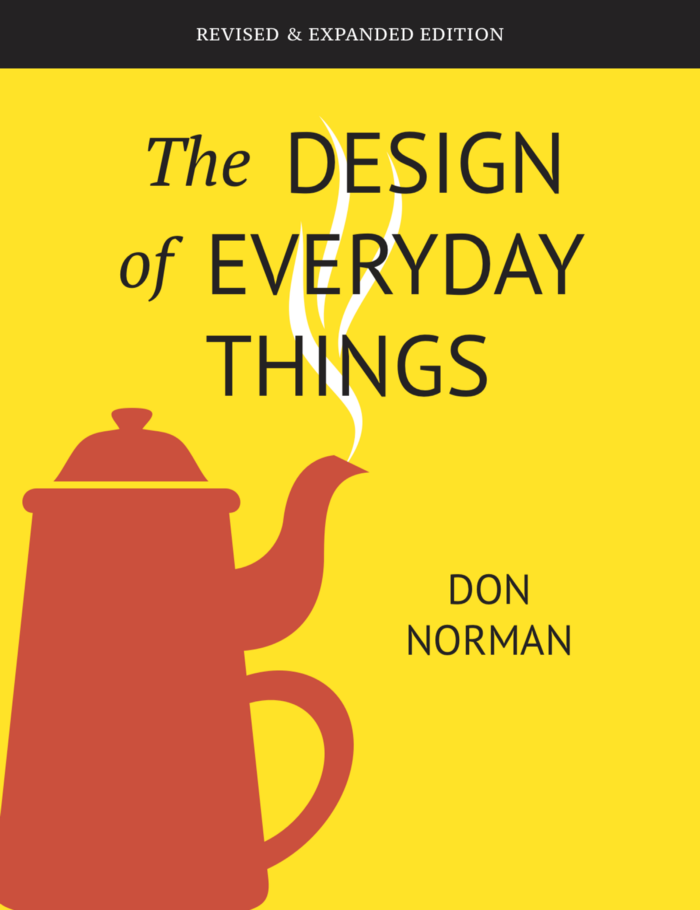 REVISED & EXPANDED EDITION
The DESIGN
of EVERYDAY
THINGS
DON
NORMAN